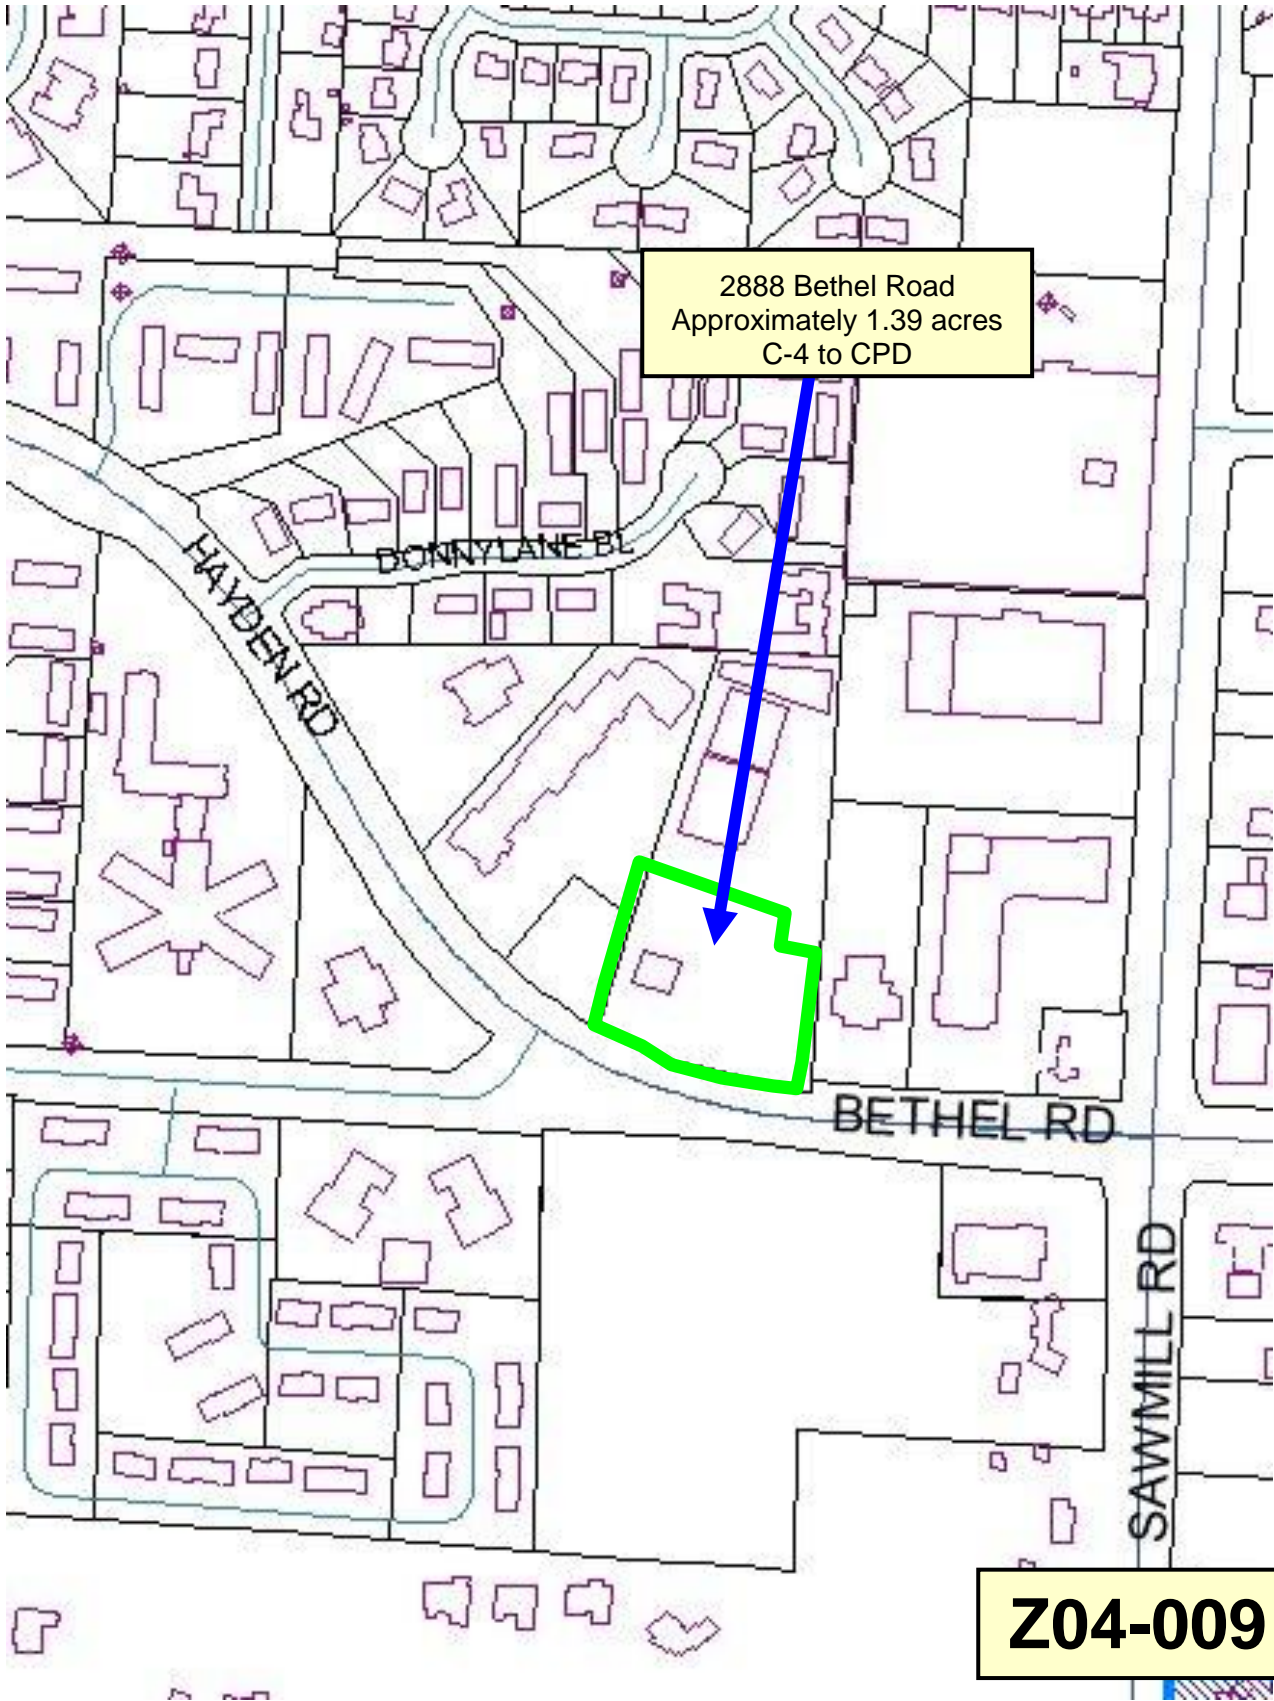 2888 Bethel Road
Approximately 1.39 acres
C-4 to CPD
DONNYLANE BL
HAYDEN RD
BETHEL RD
SAWMILL RD
Z04-009